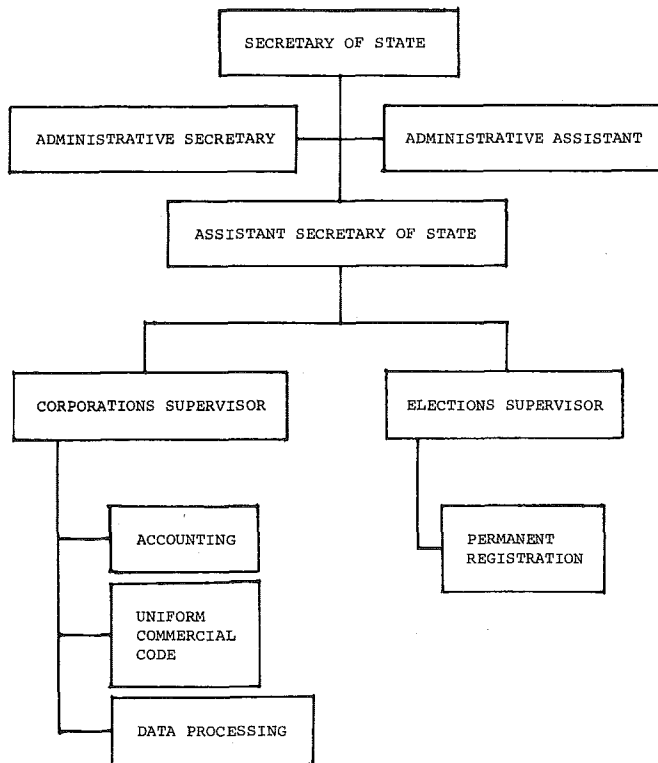 SECRETARY OF STATE
ADMINISTRATIVE SECRETARY
ADMINISTRATIVE ASSISTANT
ASSISTANT SECRETARY OF STATE
CORPORATIONS SUPERVISOR
ELECTIONS SUPERVISOR
ACCOUNTING
PERMANENT
REGISTRATION
UNIFORM
COMMERCIAL
CODE
DATA PROCESSING